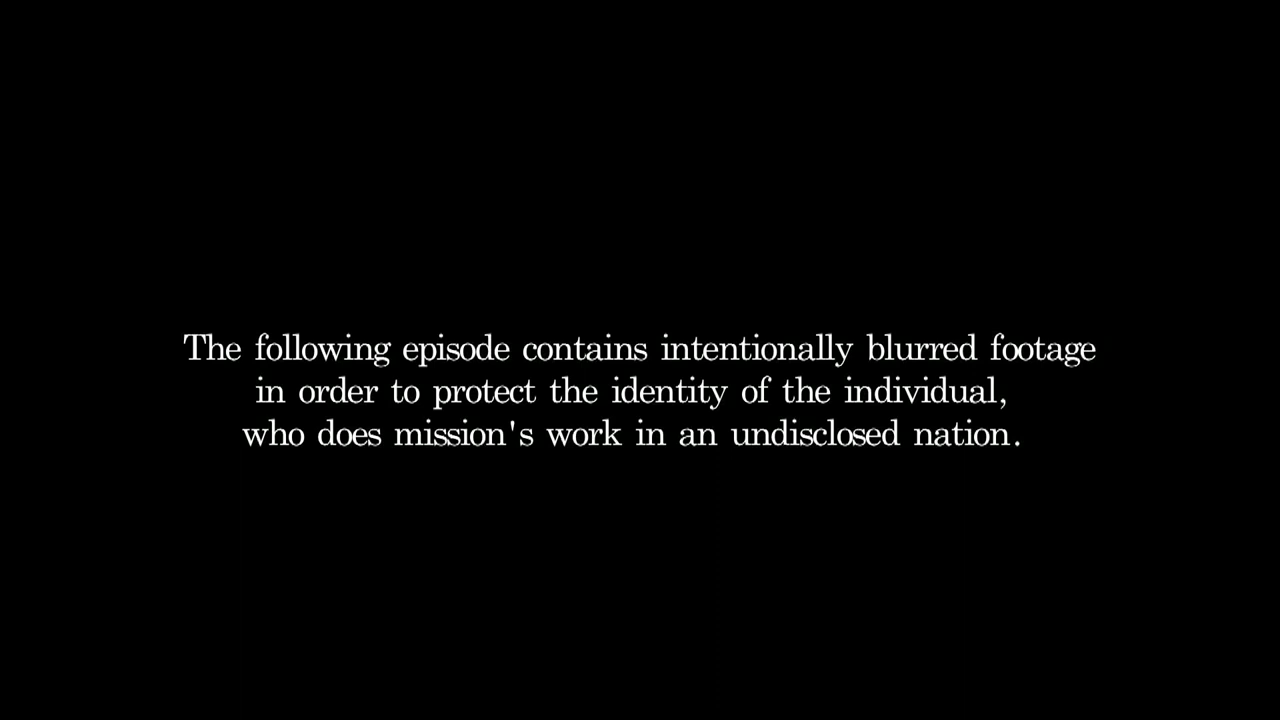 The following episode contains intentionally blurred footage
in order to protect the identity of the individual,
who does mission's work in an undisclosed nation.